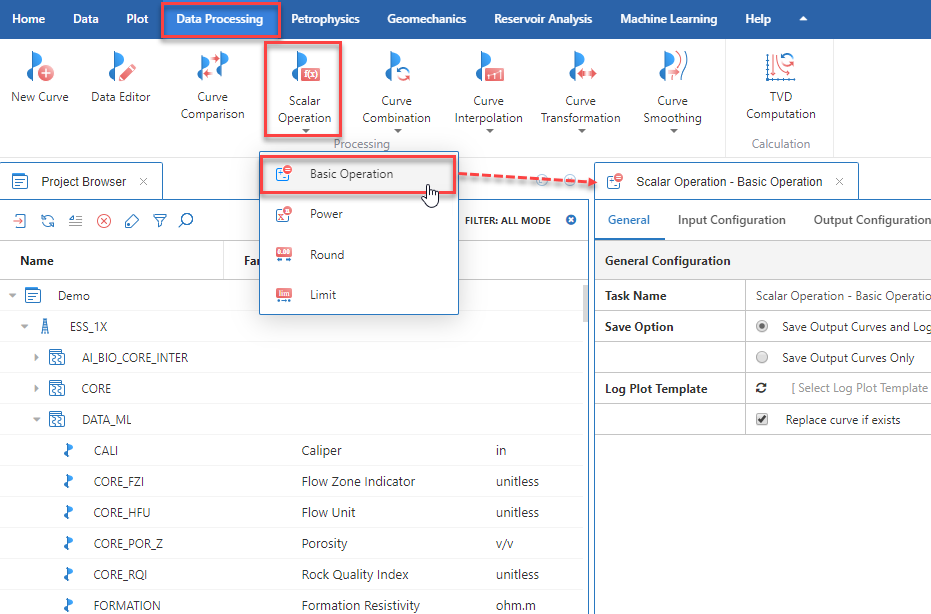 Home Data Plot Data Processing Petrophysics Geomechanics Reservoir Analysis Machine Learning Help
New Curve
Data Editor
Curve
Comparison
Scalar
Operation
f(x)
Curve
Combination
Curve
Interpolation
Curve
Transformation
Curve
Smoothing
TVD
Computation
Processing
Calculation
Basic Operation
Power
Round
0.00
Limit
lim
Project Browser
FILTER: ALL MODE
Name
Fa
Demo
ESS_1X
AI_BIO_CORE_INTER
CORE
DATA_ML
CALI Caliper in
CORE_FZI Flow Zone Indicator unitless
CORE_HFU Flow Unit unitless
CORE_POR_Z Porosity v/v
CORE_RQI Rock Quality Index unitless
FORMATION Formation Resistivity ohm.m
Scalar Operation - Basic Operation
General Input Configuration Output Configuration
General Configuration
Task Name Scalar Operation - Basic Operatio
Save Option Save Output Curves and Log
Save Output Curves Only
Log Plot Template [ Select Log Plot Template
Replace curve if exists